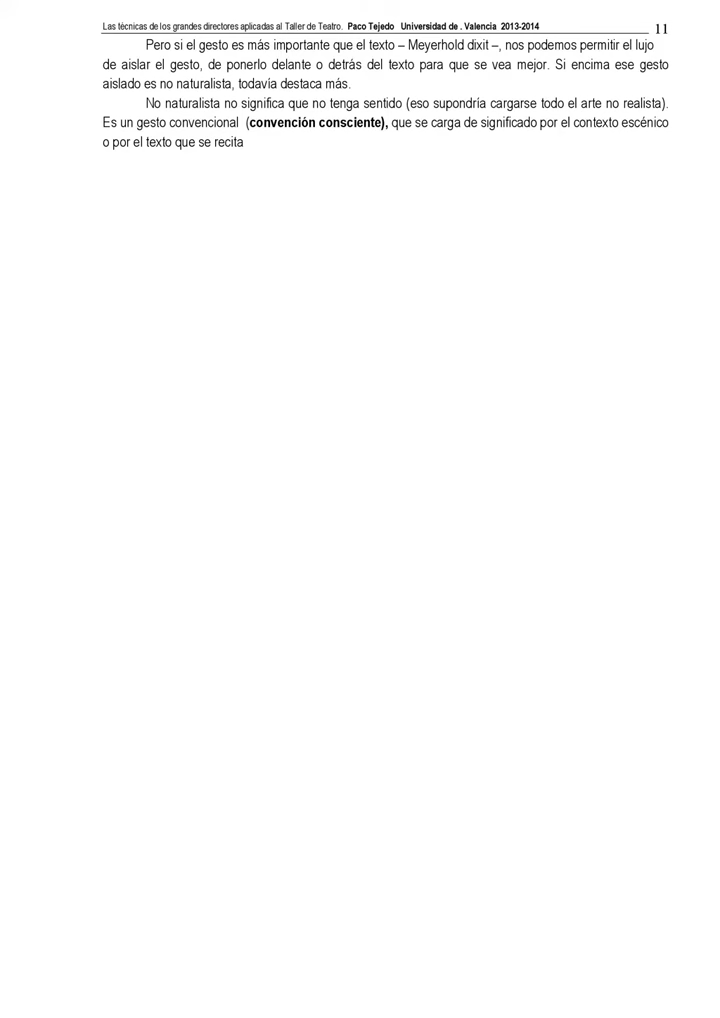 Las técnicas de los grandes directores aplicadas al Taller de Teatro. Paco Tejedo Universidad de . Valencia 2013-2014 11
Pero si el gesto es más importante que el texto – Meyerhold dixit –, nos podemos permitir el lujo
de aislar el gesto, de ponerlo delante o detrás del texto para que se vea mejor. Si encima ese gesto
aislado es no naturalista, todavía destaca más.
No naturalista no significa que no tenga sentido (eso supondría cargarse todo el arte no realista).
Es un gesto convencional (convención consciente), que se carga de significado por el contexto escénico
o por el texto que se recita